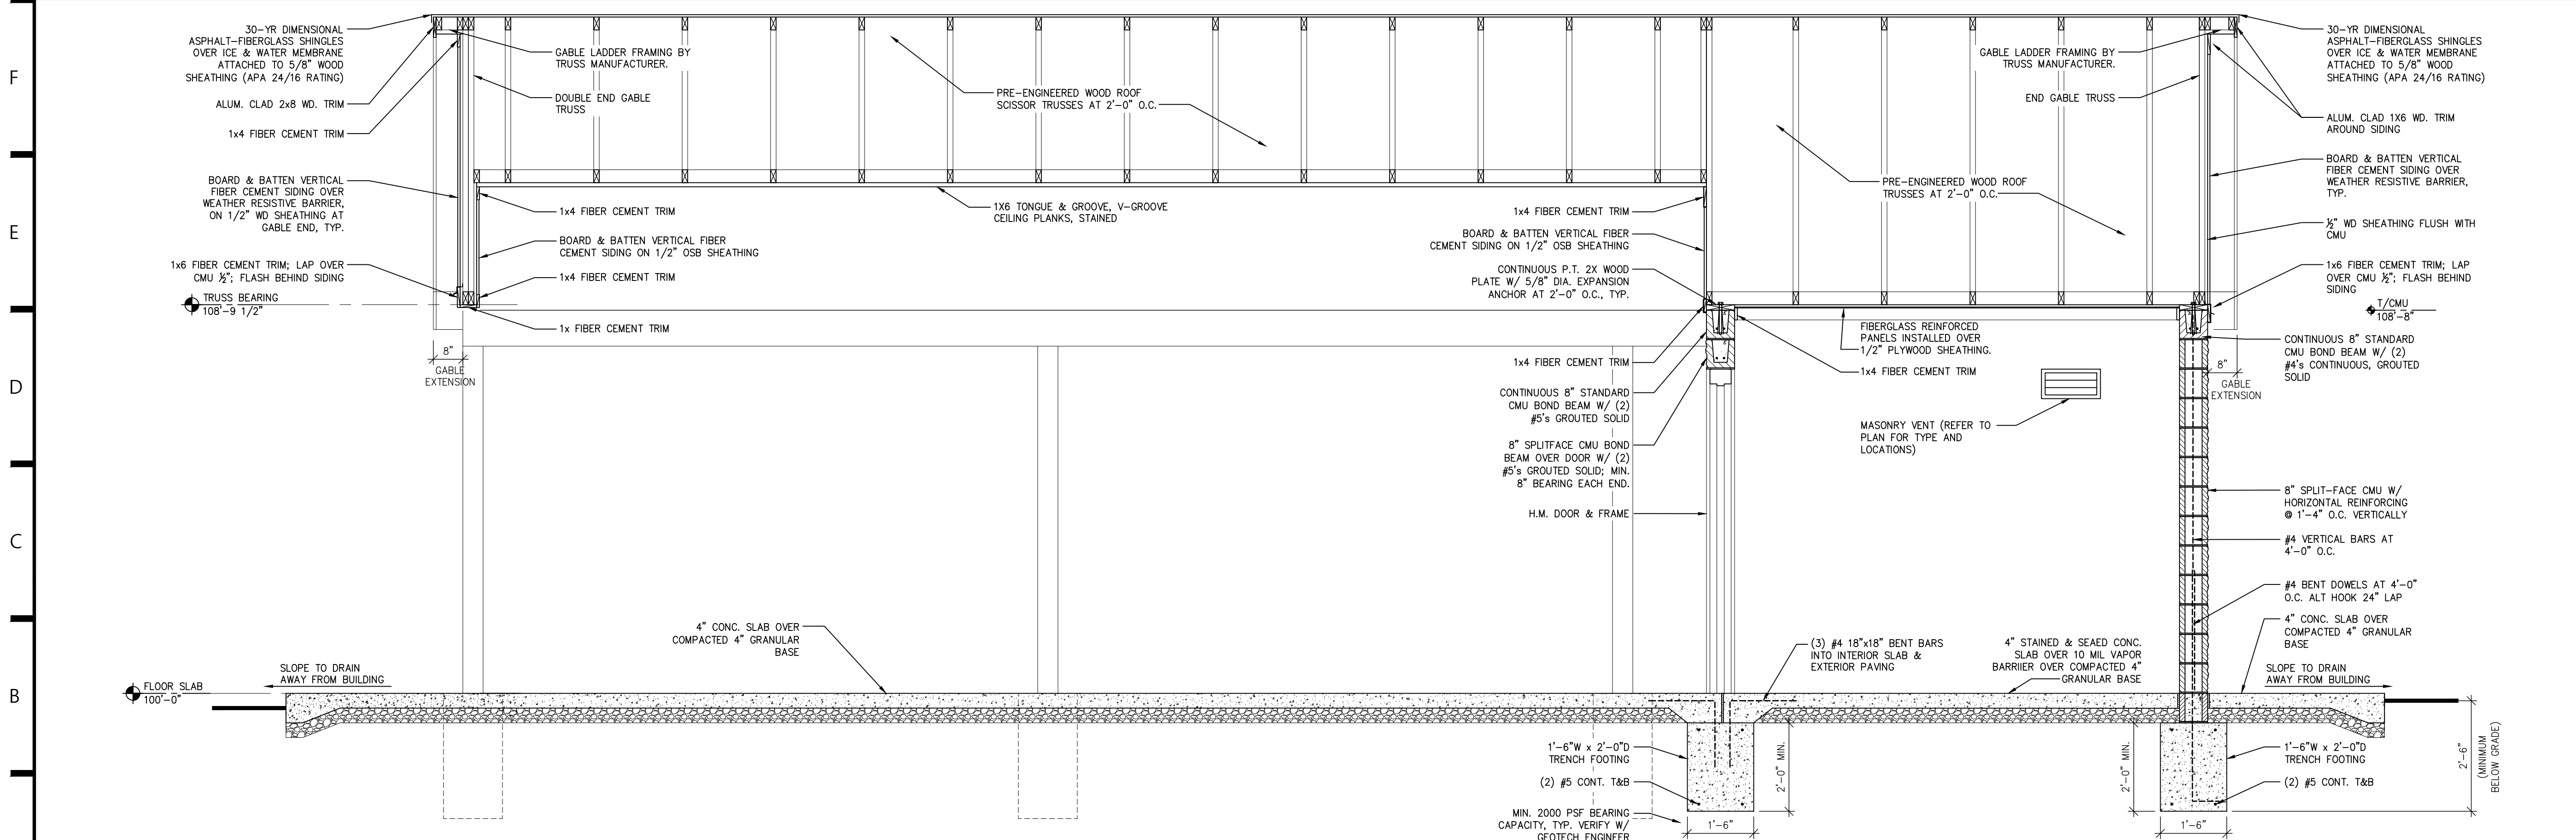 F
E
D
C
B
30-YR DIMENSIONAL
ASPHALT-FIBERGLASS SHINGLES
OVER ICE & WATER MEMBRANE
ATTACHED TO 5/8" WOOD
SHEATHING (APA 24/16 RATING)
ALUM. CLAD 2x8 WD. TRIM
1x4 FIBER CEMENT TRIM
BOARD & BATTEN VERTICAL
FIBER CEMENT SIDING OVER
WEATHER RESISTIVE BARRIER,
ON 1/2" WD SHEATHING AT
GABLE END, TYP.
1x6 FIBER CEMENT TRIM; LAP OVER
CMU ½"; FLASH BEHIND SIDING
TRUSS BEARING
108'-9 1/2"
8"
GABLE
EXTENSION
GABLE LADDER FRAMING BY
TRUSS MANUFACTURER.
DOUBLE END GABLE
TRUSS
1x4 FIBER CEMENT TRIM
BOARD & BATTEN VERTICAL FIBER
CEMENT SIDING ON 1/2" OSB SHEATHING
1x4 FIBER CEMENT TRIM
1x FIBER CEMENT TRIM
PRE-ENGINEERED WOOD ROOF
SCISSOR TRUSSES AT 2'-0" O.C.
1X6 TONGUE & GROOVE, V-GROOVE
CEILING PLANKS, STAINED
1x4 FIBER CEMENT TRIM
BOARD & BATTEN VERTICAL FIBER
CEMENT SIDING ON 1/2" OSB SHEATHING
CONTINUOUS P.T. 2X WOOD
PLATE W/ 5/8" DIA. EXPANSION
ANCHOR AT 2'-0" O.C., TYP.
1x4 FIBER CEMENT TRIM
CONTINUOUS 8" STANDARD
CMU BOND BEAM W/ (2)
#5's GROUTED SOLID
8" SPLITFACE CMU BOND
BEAM OVER DOOR W/ (2)
#5's GROUTED SOLID; MIN.
8" BEARING EACH END.
H.M. DOOR & FRAME
GABLE LADDER FRAMING BY
TRUSS MANUFACTURER.
END GABLE TRUSS
PRE-ENGINEERED WOOD ROOF
TRUSSES AT 2'-0" O.C.
FIBERGLASS REINFORCED
PANELS INSTALLED OVER
1/2" PLYWOOD SHEATHING.
1x4 FIBER CEMENT TRIM
MASONRY VENT (REFER TO
PLAN FOR TYPE AND
LOCATIONS)
30-YR DIMENSIONAL
ASPHALT-FIBERGLASS SHINGLES
OVER ICE & WATER MEMBRANE
ATTACHED TO 5/8" WOOD
SHEATHING (APA 24/16 RATING)
ALUM. CLAD 1X6 WD. TRIM
AROUND SIDING
BOARD & BATTEN VERTICAL
FIBER CEMENT SIDING OVER
WEATHER RESISTIVE BARRIER,
TYP.
½" WD SHEATHING FLUSH WITH
CMU
1x6 FIBER CEMENT TRIM; LAP
OVER CMU ½"; FLASH BEHIND
SIDING
T/CMU
108'-8"
CONTINUOUS 8" STANDARD
CMU BOND BEAM W/ (2)
#4's CONTINUOUS, GROUTED
SOLID
8"
GABLE
EXTENSION
8" SPLIT-FACE CMU W/
HORIZONTAL REINFORCING
@ 1'-4" O.C. VERTICALLY
#4 VERTICAL BARS AT
4'-0" O.C.
#4 BENT DOWELS AT 4'-0"
O.C. ALT HOOK 24" LAP
4" CONC. SLAB OVER
COMPACTED 4" GRANULAR
BASE
SLOPE TO DRAIN
AWAY FROM BUILDING
FLOOR SLAB
100'-0"
SLOPE TO DRAIN
AWAY FROM BUILDING
4" CONC. SLAB OVER
COMPACTED 4" GRANULAR
BASE
(3) #4 18"x18" BENT BARS
INTO INTERIOR SLAB &
EXTERIOR PAVING
4" STAINED & SEAED CONC.
SLAB OVER 10 MIL VAPOR
BARRIER OVER COMPACTED 4"
GRANULAR BASE
1'-6"W x 2'-0"D
TRENCH FOOTING
(2) #5 CONT. T&B
MIN. 2000 PSF BEARING
CAPACITY, TYP. VERIFY W/
GEOTECH ENGINEER
2'-0" MIN.
1'-6"
2'-0" MIN.
1'-6"
1'-6"W x 2'-0"D
TRENCH FOOTING
(2) #5 CONT. T&B
2'-6"
(MINIMUM
BELOW GRADE)